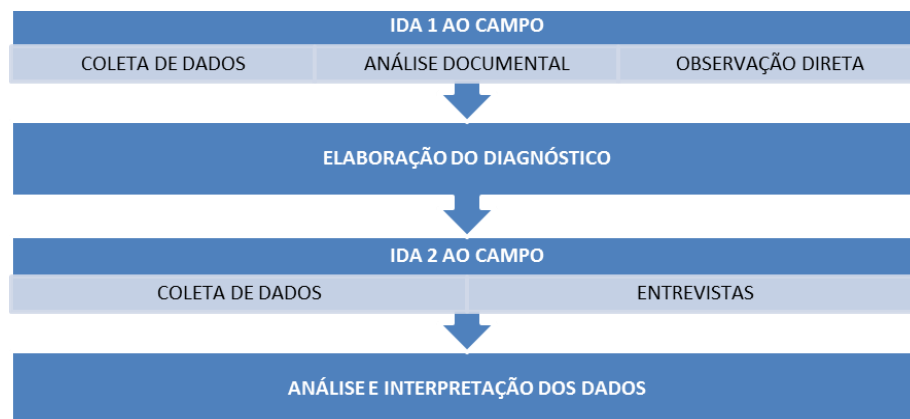 IDA 1 AO CAMPO
COLETA DE DADOS ANÁLISE DOCUMENTAL OBSERVAÇÃO DIRETA
ELABORAÇÃO DO DIAGNÓSTICO
IDA 2 AO CAMPO
COLETA DE DADOS ENTREVISTAS
ANÁLISE E INTERPRETAÇÃO DOS DADOS